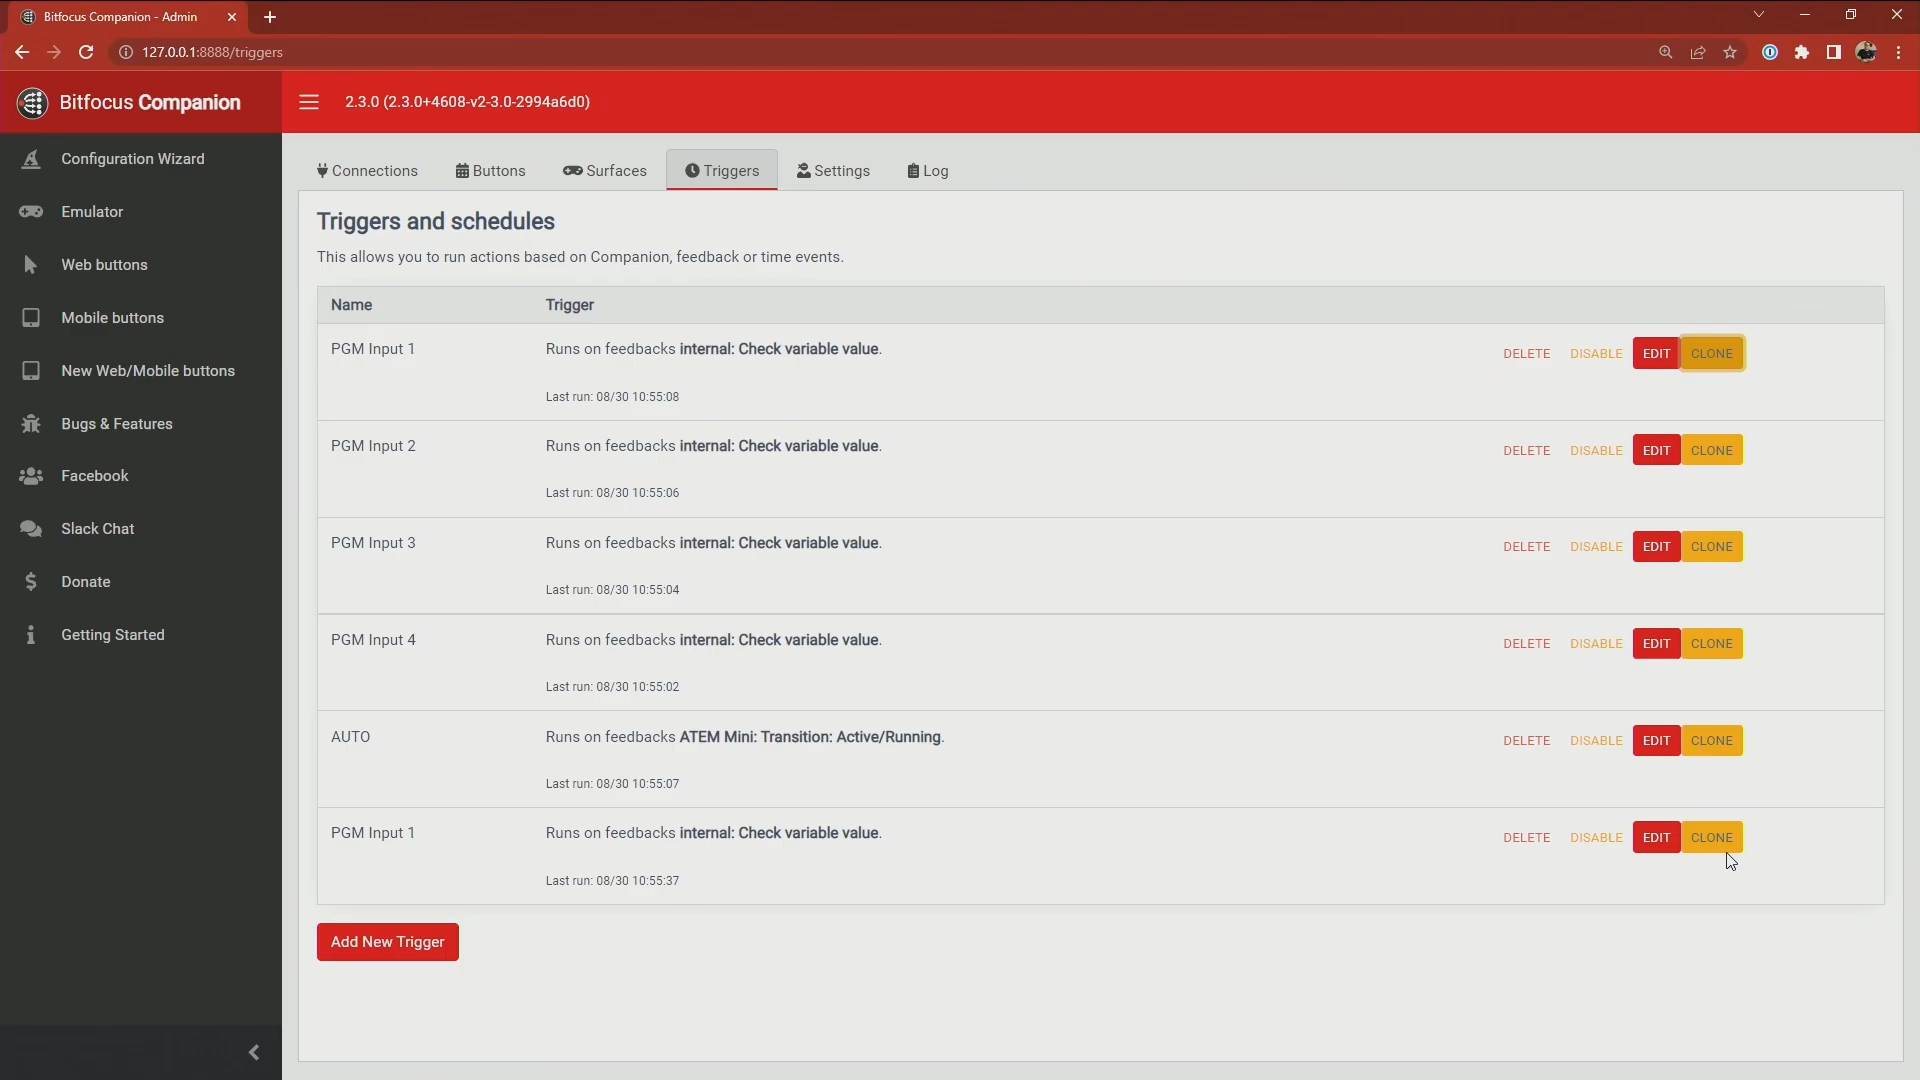 Bitfocus Companion - Admin
127.0.0.1:8888/triggers
Bitfocus Companion
2.3.0 (2.3.0+4608-v2-3.0-2994a6d0)
Configuration Wizard
Emulator
Web buttons
Mobile buttons
New Web/Mobile buttons
Bugs & Features
Facebook
Slack Chat
Donate
Getting Started
Connections Buttons Surfaces Triggers Settings Log
Triggers and schedules
This allows you to run actions based on Companion, feedback or time events.
Name Trigger
PGM Input 1 Runs on feedbacks internal: Check variable value. DELETE DISABLE EDIT CLONE
Last run: 08/30 10:55:08
PGM Input 2 Runs on feedbacks internal: Check variable value. DELETE DISABLE EDIT CLONE
Last run: 08/30 10:55:06
PGM Input 3 Runs on feedbacks internal: Check variable value. DELETE DISABLE EDIT CLONE
Last run: 08/30 10:55:04
PGM Input 4 Runs on feedbacks internal: Check variable value. DELETE DISABLE EDIT CLONE
Last run: 08/30 10:55:02
AUTO Runs on feedbacks ATEM Mini: Transition: Active/Running. DELETE DISABLE EDIT CLONE
Last run: 08/30 10:55:07
PGM Input 1 Runs on feedbacks internal: Check variable value. DELETE DISABLE EDIT CLONE
Last run: 08/30 10:55:37
Add New Trigger